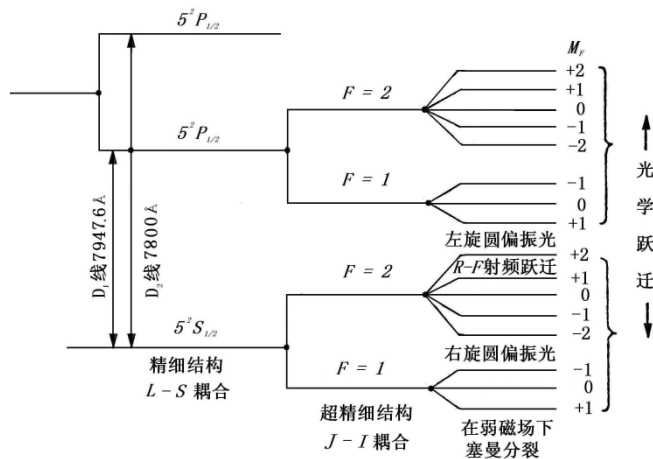 5²P₁/₂
M_F
+2
F = 2
+1
0
5²P₁/₂
-1
-2
F = 1
-1
0
+1
光学跃迁
D₁线7947.6Å
D₂线7800Å
左旋圆偏振光
+2
F = 2
R-F射频跃迁
+1
0
5²S₁/₂
-1
-2
精细结构
L-S 耦合
右旋圆偏振光
F = 1
-1
0
+1
超精细结构
J-I 耦合
在弱磁场下
塞曼分裂